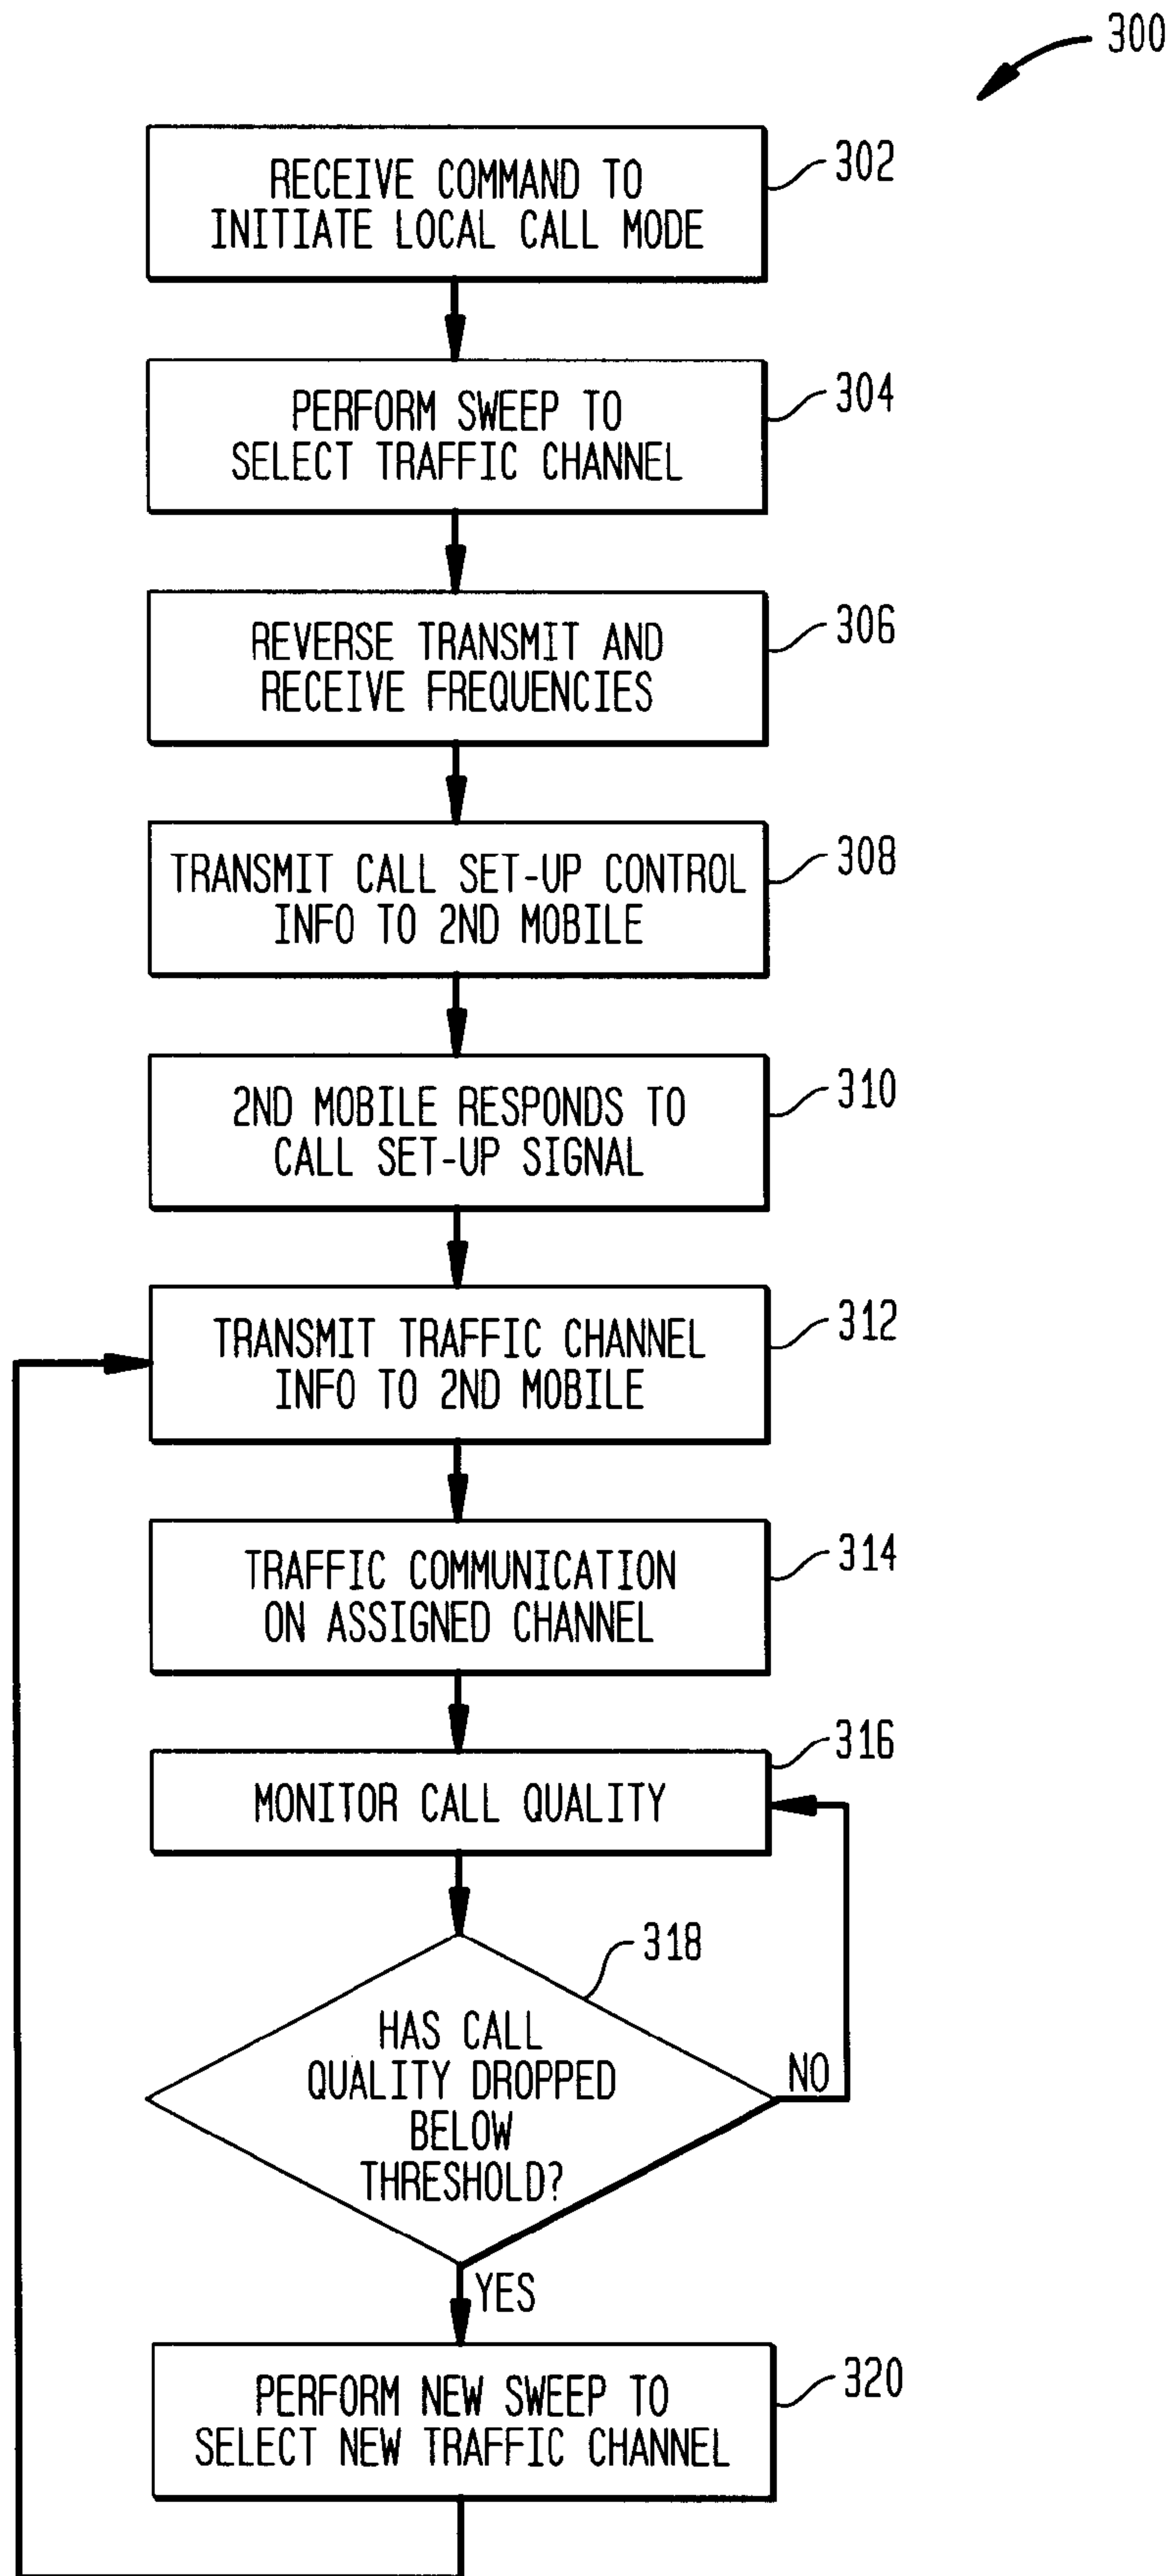 300
RECEIVE COMMAND TO
INITIATE LOCAL CALL MODE
302
PERFORM SWEEP TO
SELECT TRAFFIC CHANNEL
304
REVERSE TRANSMIT AND
RECEIVE FREQUENCIES
306
TRANSMIT CALL SET-UP CONTROL
INFO TO 2ND MOBILE
308
2ND MOBILE RESPONDS TO
CALL SET-UP SIGNAL
310
TRANSMIT TRAFFIC CHANNEL
INFO TO 2ND MOBILE
312
TRAFFIC COMMUNICATION
ON ASSIGNED CHANNEL
314
MONITOR CALL QUALITY
316
HAS CALL
QUALITY DROPPED
BELOW
THRESHOLD?
318
NO
YES
PERFORM NEW SWEEP TO
SELECT NEW TRAFFIC CHANNEL
320